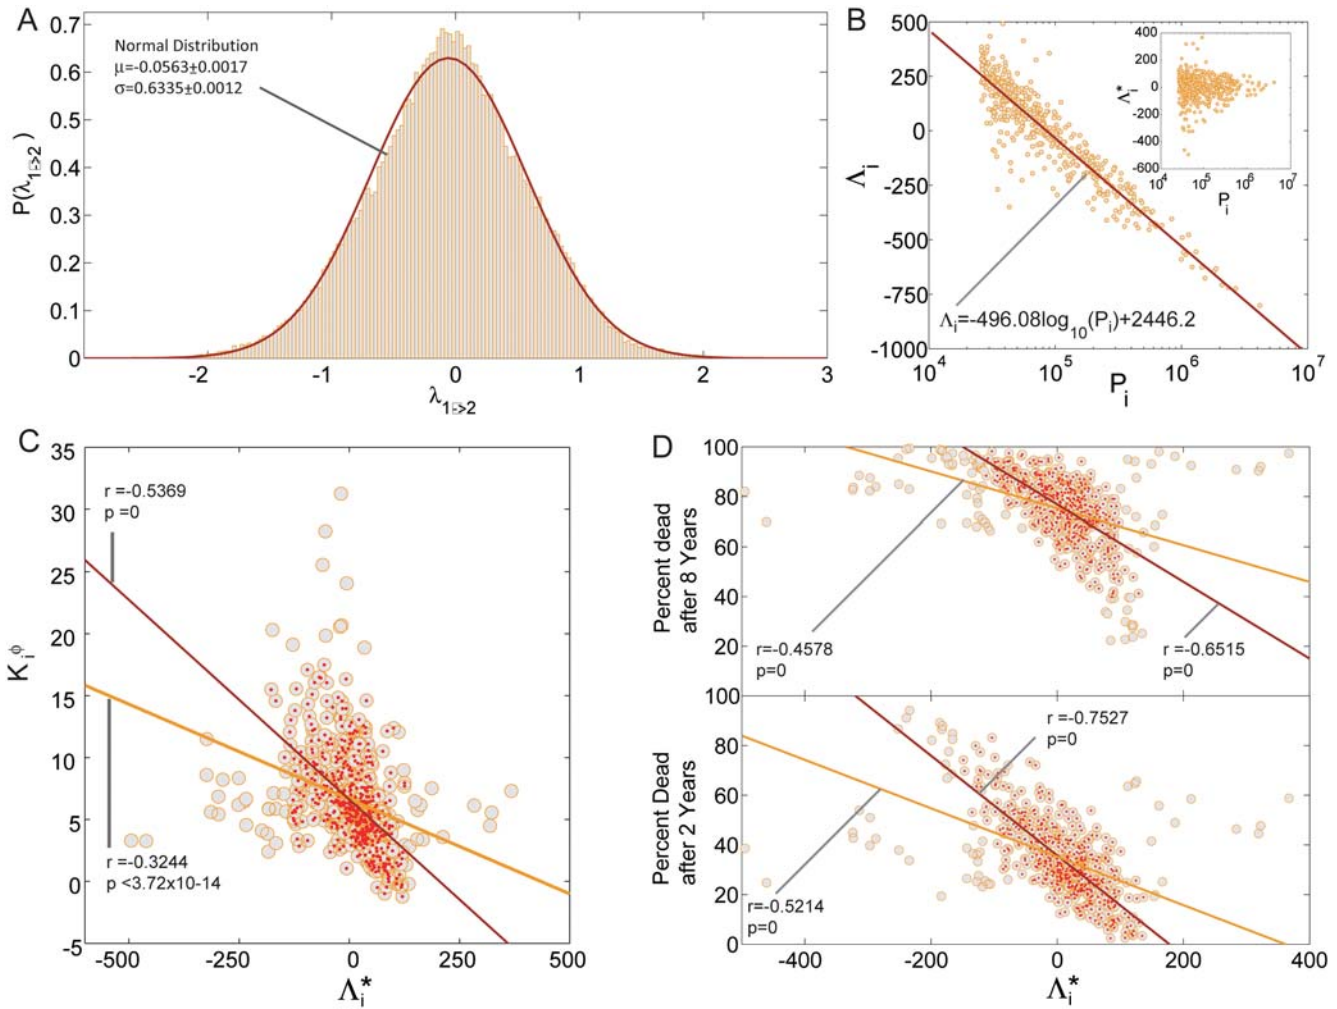 A
0.7
0.6
0.5
0.4
0.3
0.2
0.1
0
P(λ1->2)
Normal Distribution
μ=-0.0563±0.0017
σ=0.6335±0.0012
-2
-1
0
1
2
3
λ1->2
B
500
250
0
-250
-500
-750
-1000
Λi
Λi=-496.08log10(Pi)+2446.2
10^4
10^5
10^6
10^7
Pi
400
200
0
-200
-400
-600
Λi*
10^4
10^5
10^6
10^7
Pi
C
35
30
25
20
15
10
5
0
-5
Kiϕ
r =-0.5369
p =0
r =-0.3244
p <3.72x10-14
-500
-250
0
250
500
Λi*
D
100
80
60
40
20
Percent dead
after 8 Years
r=-0.4578
p=0
r=-0.6515
p=0
100
80
60
40
20
0
Percent Dead
after 2 Years
r =-0.7527
p=0
r=-0.5214
p=0
-400
-200
0
200
400
Λi*